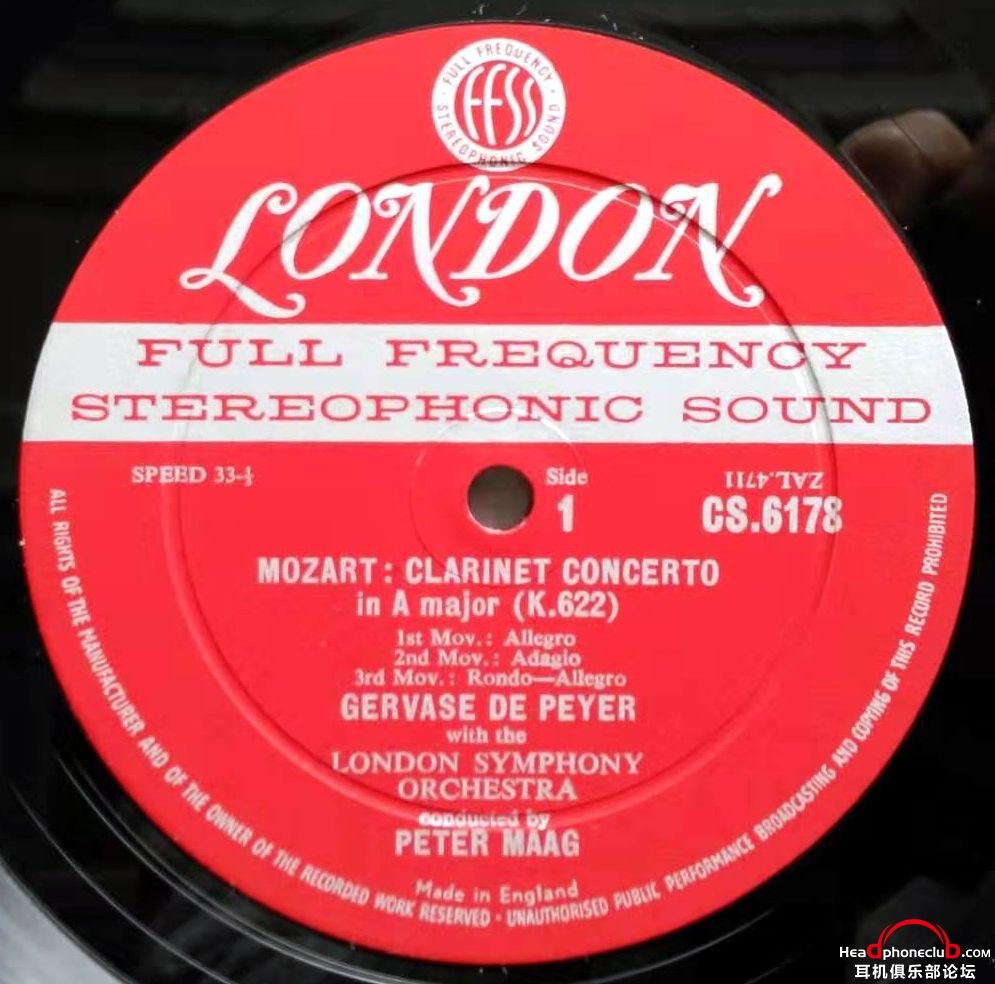 FULL FREQUENCY
STEREOPHONIC SOUND
FFSS
LONDON
FULL FREQUENCY
STEREOPHONIC SOUND
SPEED 33-⅓
Side
1
ZAL.4711
CS.6178
MOZART : CLARINET CONCERTO
in A major (K.622)
1st Mov. : Allegro
2nd Mov. : Adagio
3rd Mov. : Rondo—Allegro
GERVASE DE PEYER
with the
LONDON SYMPHONY
ORCHESTRA
conducted by
PETER MAAG
Made in England
ALL RIGHTS OF THE MANUFACTURER AND OF THE OWNER OF THE RECORDED WORK RESERVED · UNAUTHORISED PUBLIC PERFORMANCE BROADCASTING AND COPYING OF THIS RECORD PROHIBITED
Headphoneclub.com
耳机俱乐部论坛